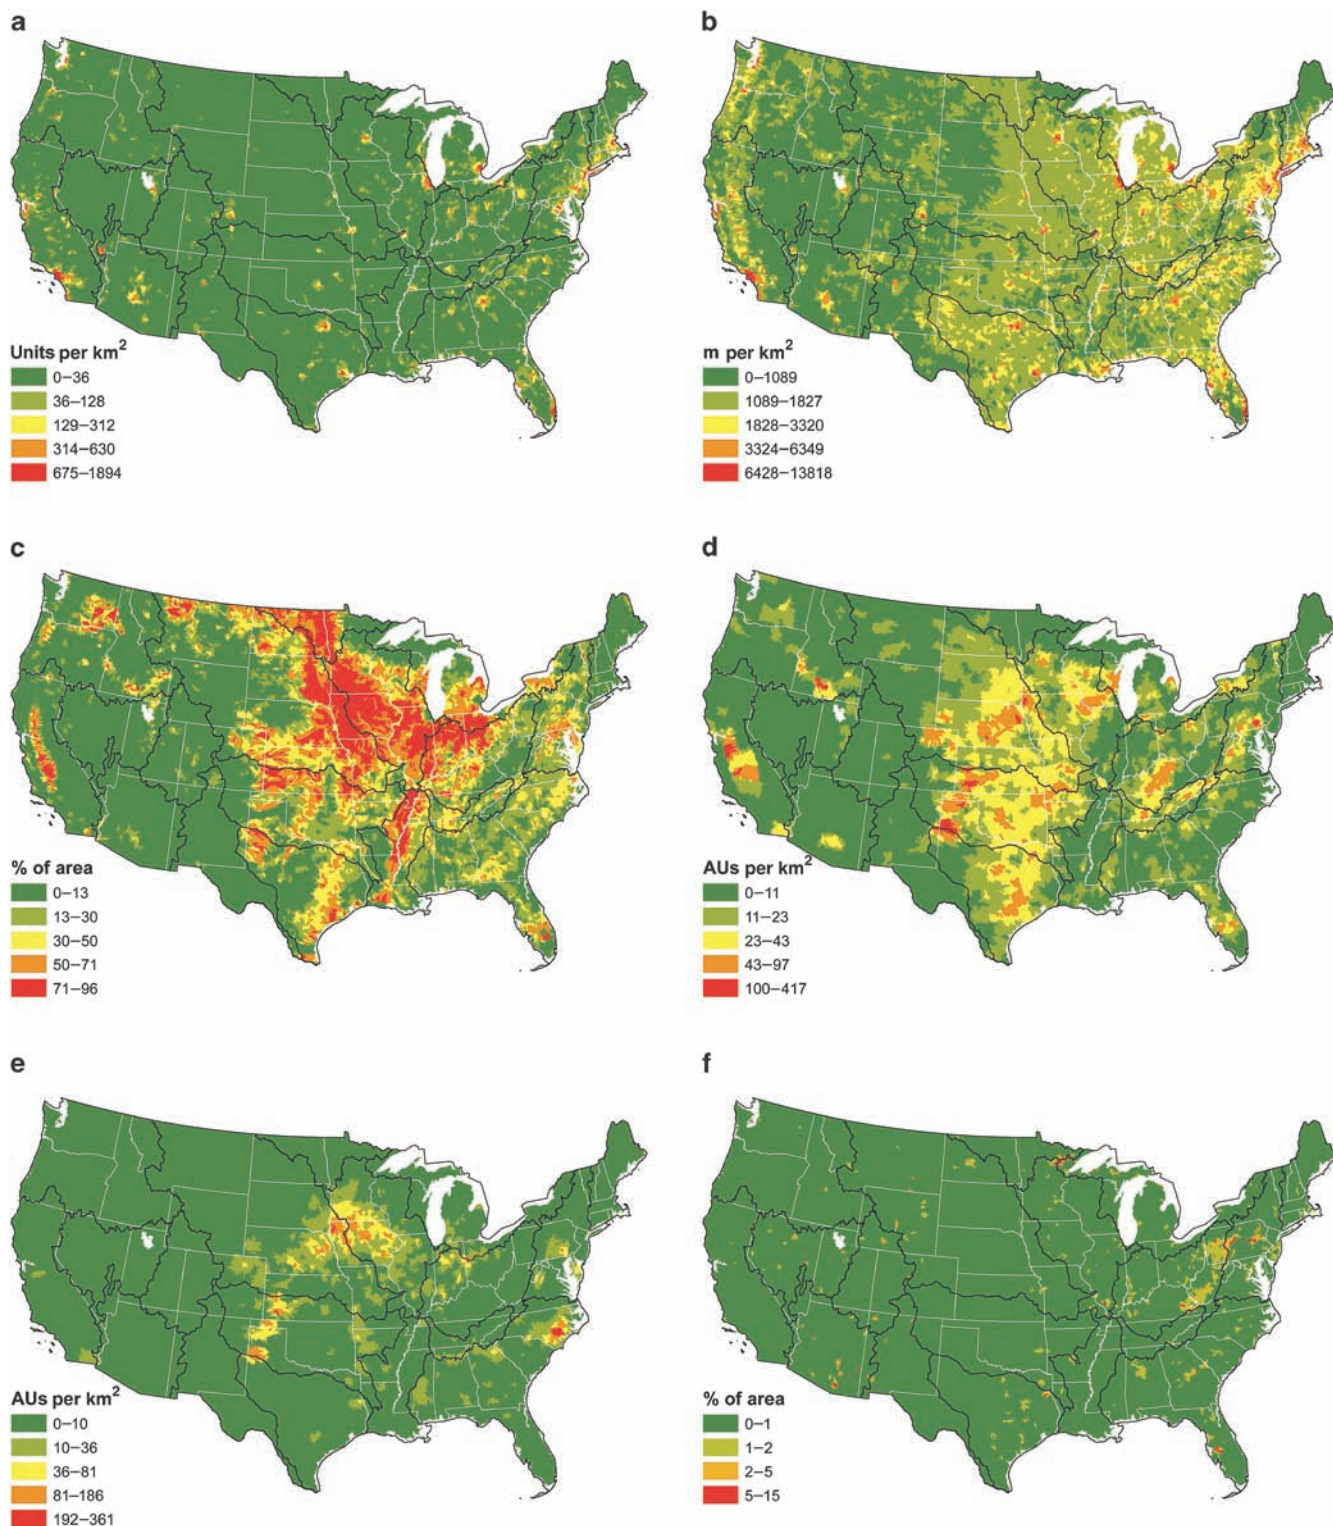 a
b
Units per km²
0–36
36–128
129–312
314–630
675–1894
m per km²
0–1089
1089–1827
1828–3320
3324–6349
6428–13818
c
d
% of area
0–13
13–30
30–50
50–71
71–96
AUs per km²
0–11
11–23
23–43
43–97
100–417
e
f
AUs per km²
0–10
10–36
36–81
81–186
192–361
% of area
0–1
1–2
2–5
5–15